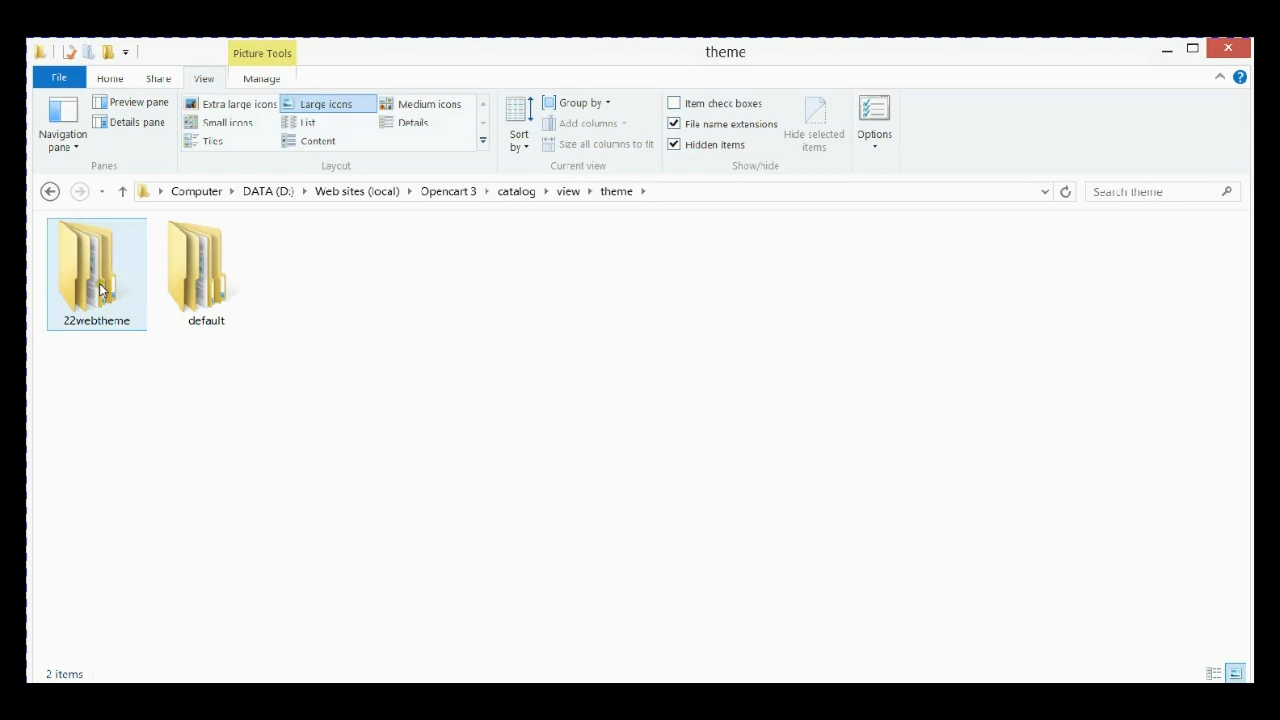 Picture Tools
theme
File Home Share View Manage
Navigation pane
Preview pane
Details pane
Panes
Extra large icons Large icons Medium icons
Small icons List Details
Tiles Content
Layout
Sort by
Group by
Add columns
Size all columns to fit
Current view
Item check boxes
File name extensions
Hidden items
Hide selected items
Show/hide
Options
Computer DATA (D:) Web sites (local) Opencart 3 catalog view theme
Search theme
22webtheme
default
2 items